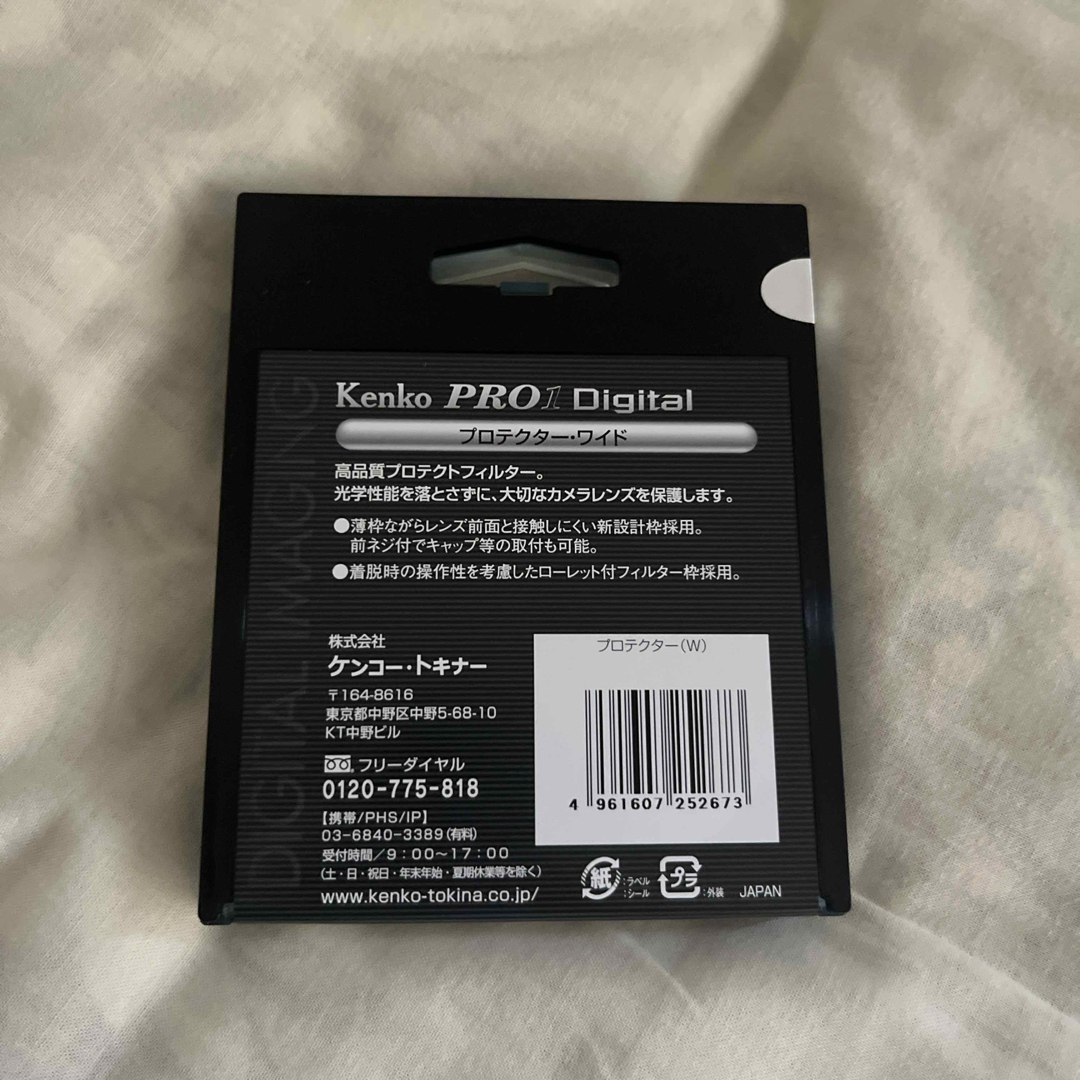 Kenko PRO1 Digital
プロテクター・ワイド
高品質プロテクトフィルター。
光学性能を落とさずに、大切なカメラレンズを保護します。
●薄枠ながらレンズ前面と接触しにくい新設計枠採用。
前ネジ付でキャップ等の取付も可能。
●着脱時の操作性を考慮したローレット付フィルター枠採用。
DIGITAL IMAGING
株式会社
ケンコー・トキナー
〒164-8616
東京都中野区中野5-68-10
KT中野ビル
フリーダイヤル
0120-775-818
【携帯/PHS/IP】
03-6840-3389(有料)
受付時間/9:00〜17:00
(土・日・祝日・年末年始・夏期休業等を除く)
www.kenko-tokina.co.jp/
プロテクター(W)
4 961607 252673
紙 :ラベル
:シール
プラ :外装
JAPAN